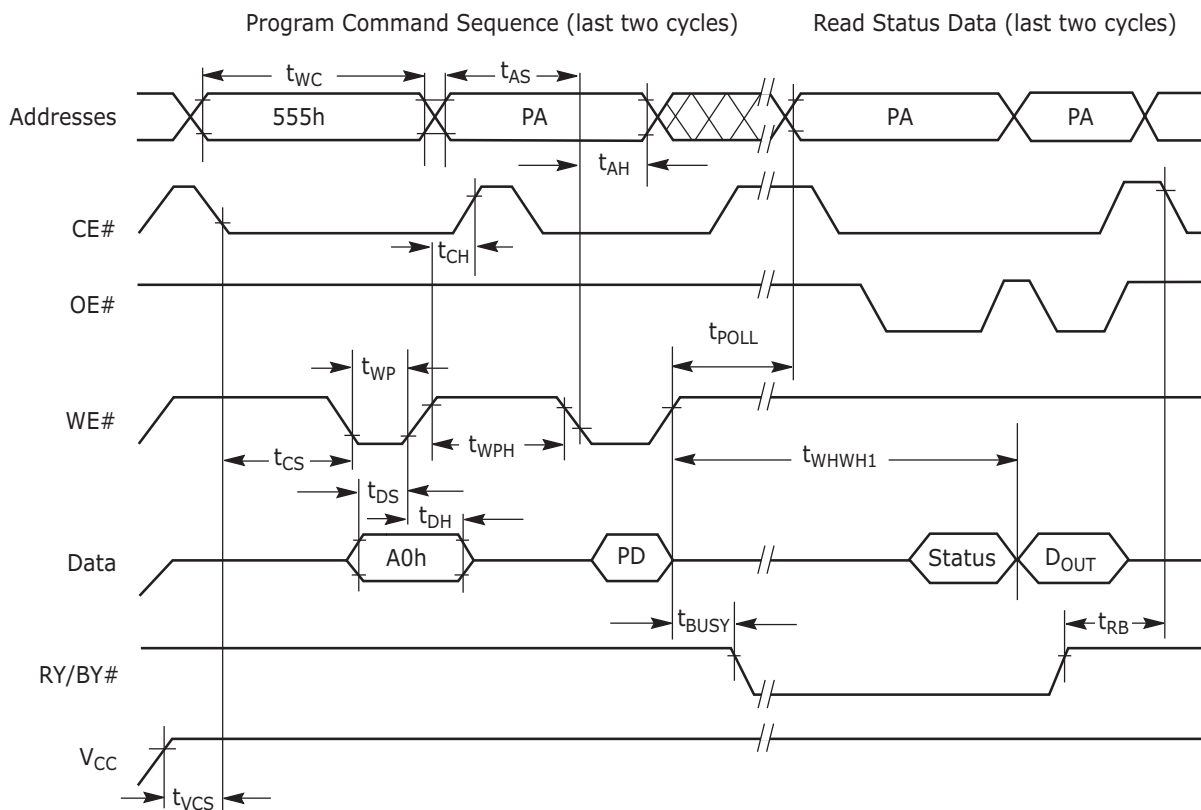 Program Command Sequence (last two cycles) Read Status Data (last two cycles)
tWC tAS
Addresses 555h PA PA PA
tAH
CE#
tCH
OE#
tPOLL
tWP
WE#
tCS tWPH tWHWH1
tDS
tDH
Data A0h PD Status DOUT
tBUSY tRB
RY/BY#
VCC
tVCS